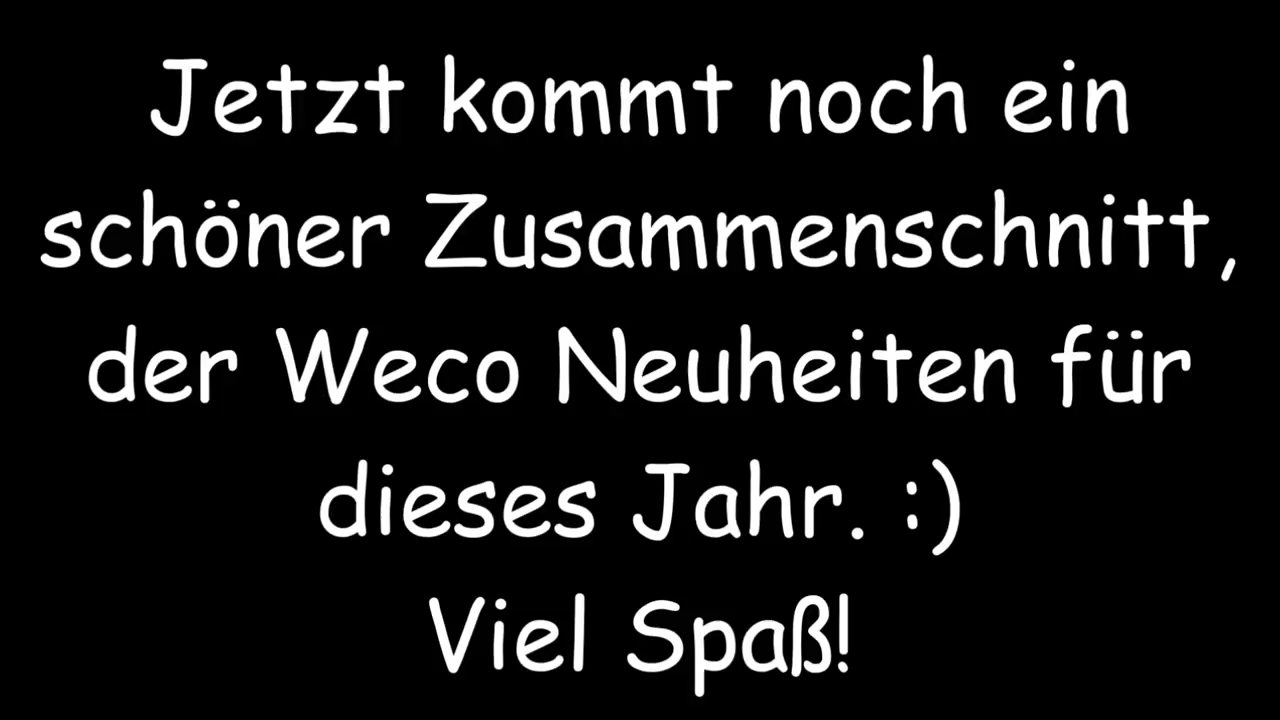 Jetzt kommt noch ein
schöner Zusammenschnitt,
der Weco Neuheiten für
dieses Jahr. :)
Viel Spaß!